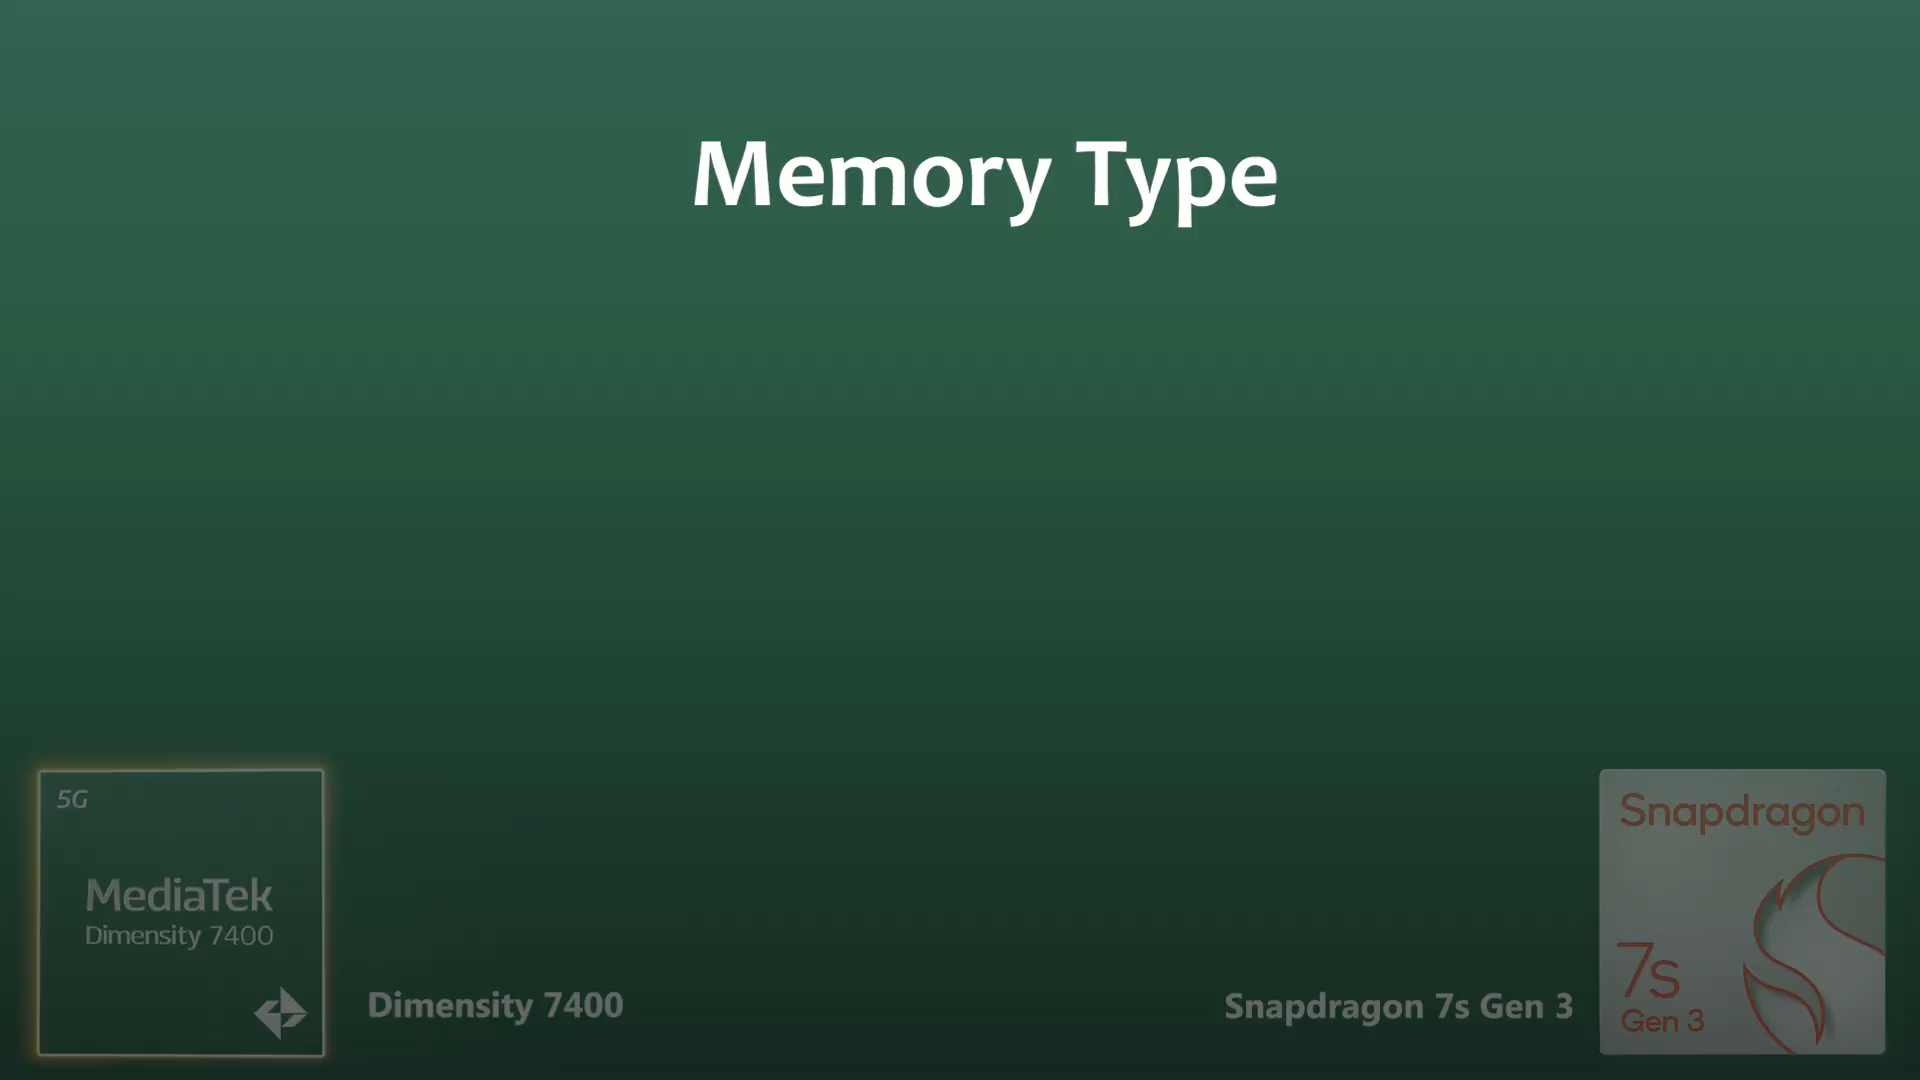 Memory Type
5G
MediaTek
Dimensity 7400
Dimensity 7400
Snapdragon 7s Gen 3
Snapdragon
7s
Gen 3